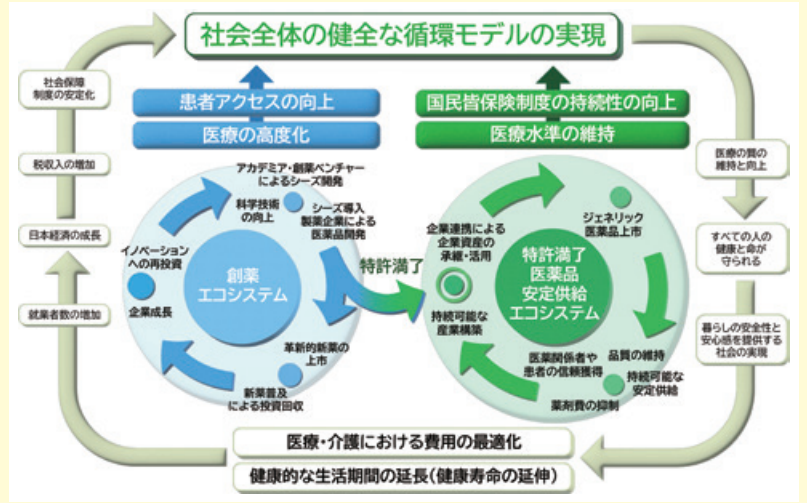 社会全体の健全な循環モデルの実現
社会保障
制度の安定化
税収入の増加
日本経済の成長
就業者数の増加
患者アクセスの向上
医療の高度化
国民皆保険制度の持続性の向上
医療水準の維持
アカデミア・創薬ベンチャー
によるシーズ開発
科学技術
の向上
シーズ導入
製薬企業による
医薬品開発
イノベーション
への再投資
創薬
エコシステム
企業成長
革新的新薬の
上市
新薬普及
による投資回収
特許満了
企業連携による
企業資産の
承継・活用
ジェネリック
医薬品上市
特許満了
医薬品
安定供給
エコシステム
持続可能な
産業構築
医薬関係者や
患者の信頼獲得
品質の維持
持続可能な
安定供給
薬剤費の抑制
医療の質の
維持と向上
すべての人の
健康と命が
守られる
暮らしの安全性と
安心感を提供する
社会の実現
医療・介護における費用の最適化
健康的な生活期間の延長(健康寿命の延伸)